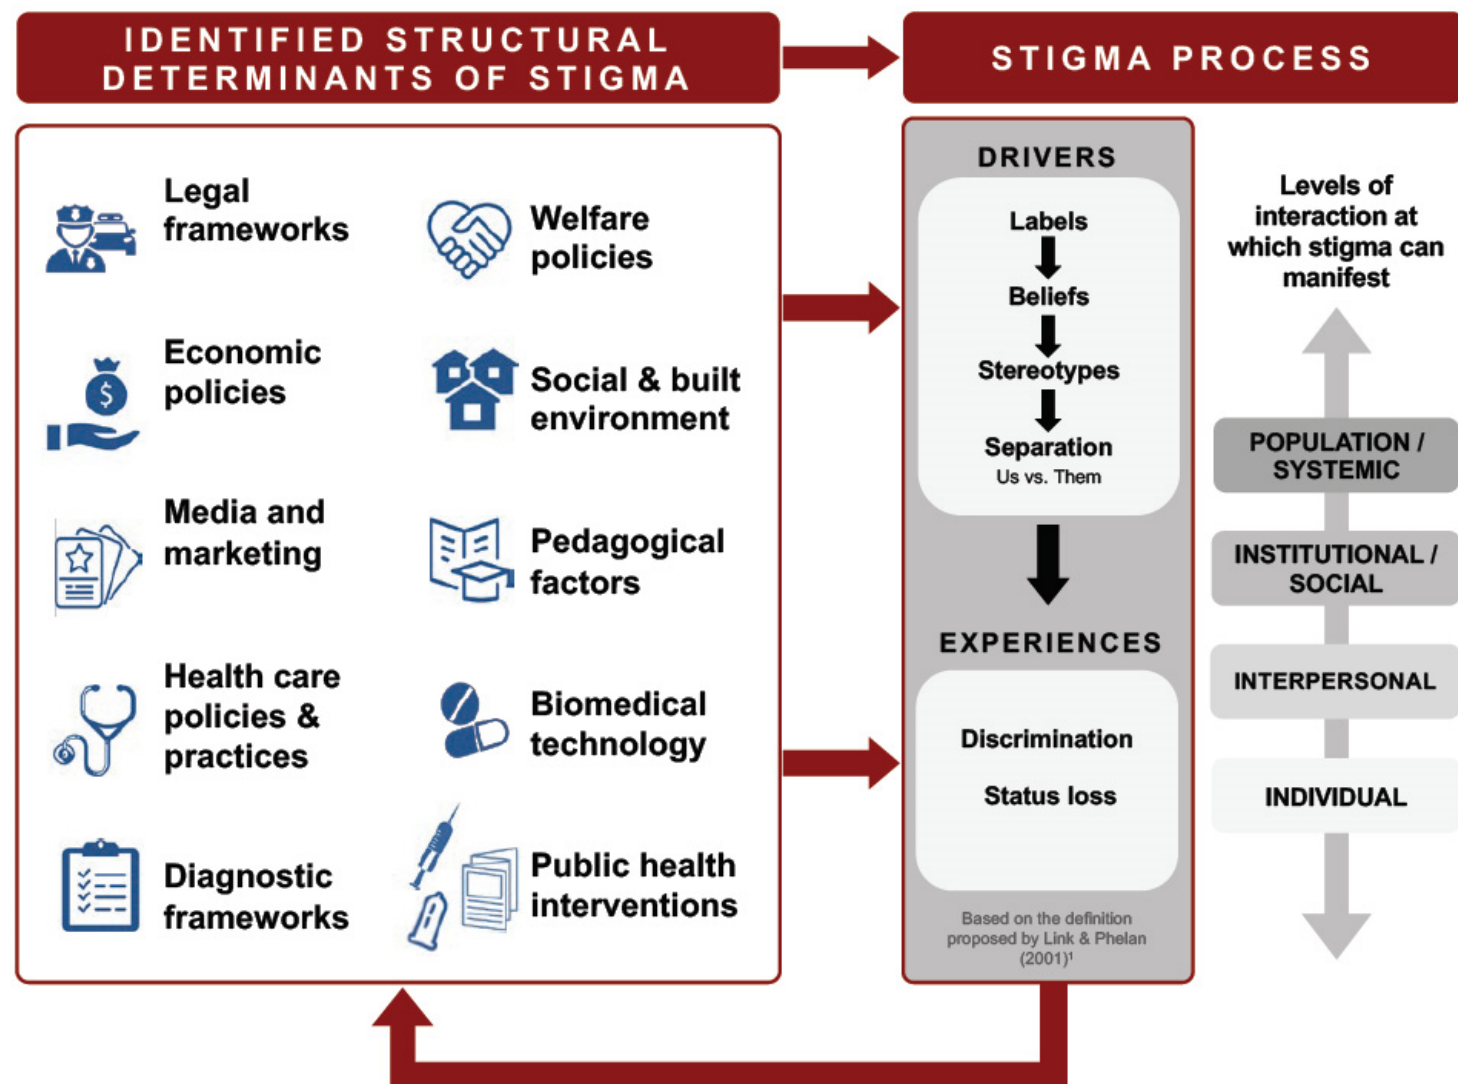 IDENTIFIED STRUCTURAL
DETERMINANTS OF STIGMA
STIGMA PROCESS
Legal
frameworks
Welfare
policies
Economic
policies
$
Social & built
environment
Media and
marketing
Pedagogical
factors
Health care
policies &
practices
Biomedical
technology
Diagnostic
frameworks
Public health
interventions
DRIVERS
Labels
Beliefs
Stereotypes
Separation
Us vs. Them
EXPERIENCES
Discrimination
Status loss
Based on the definition
proposed by Link & Phelan
(2001)¹
Levels of
interaction at
which stigma can
manifest
POPULATION /
SYSTEMIC
INSTITUTIONAL /
SOCIAL
INTERPERSONAL
INDIVIDUAL